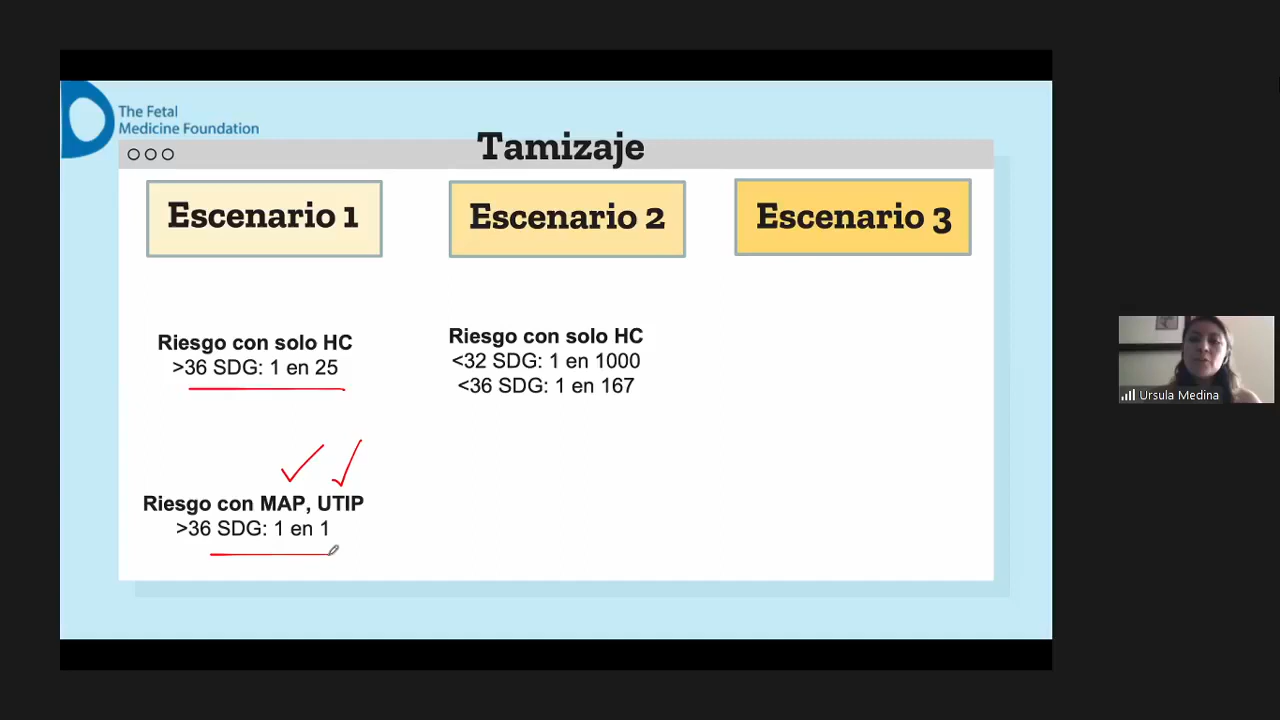 The Fetal
Medicine Foundation
Tamizaje
Escenario 1
Escenario 2
Escenario 3
Riesgo con solo HC
>36 SDG: 1 en 25
Riesgo con solo HC
<32 SDG: 1 en 1000
<36 SDG: 1 en 167
Riesgo con MAP, UTIP
>36 SDG: 1 en 1
Ursula Medina